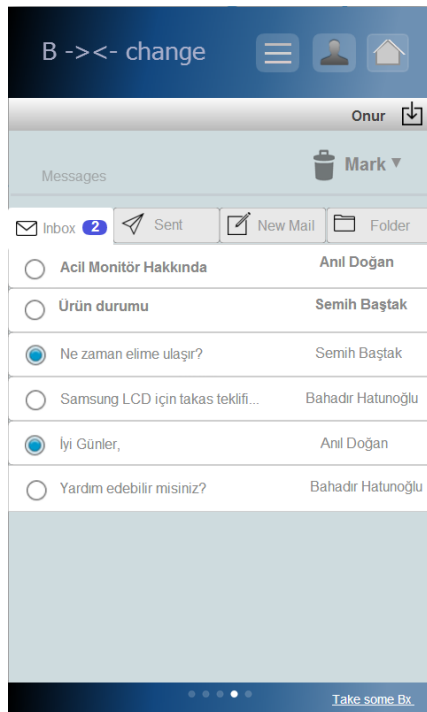 B -><- change
Onur
Messages
Mark ▼
Inbox 2 Sent New Mail Folder
Acil Monitör Hakkında Anıl Doğan
Ürün durumu Semih Baştak
Ne zaman elime ulaşır? Semih Baştak
Samsung LCD için takas teklifi... Bahadır Hatunoğlu
İyi Günler, Anıl Doğan
Yardım edebilir misiniz? Bahadır Hatunoğlu
Take some Bx